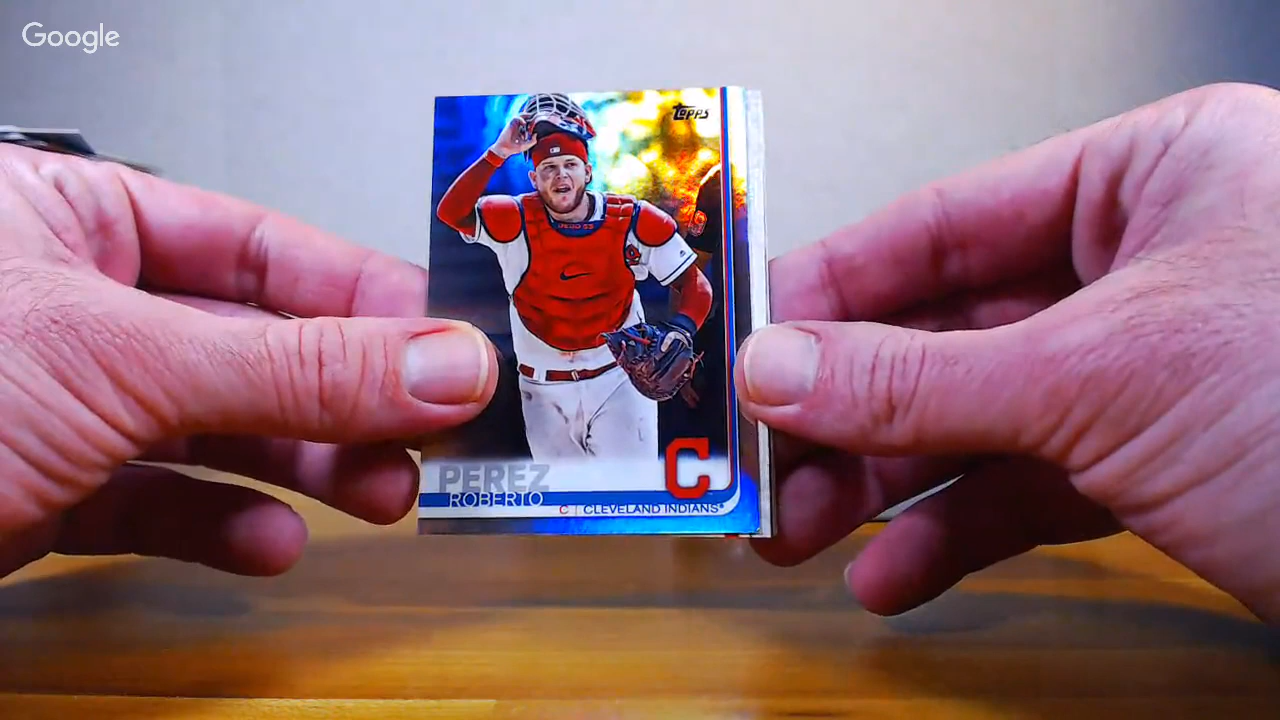 Google
Topps
PEREZ
ROBERTO
C | CLEVELAND INDIANS®
C